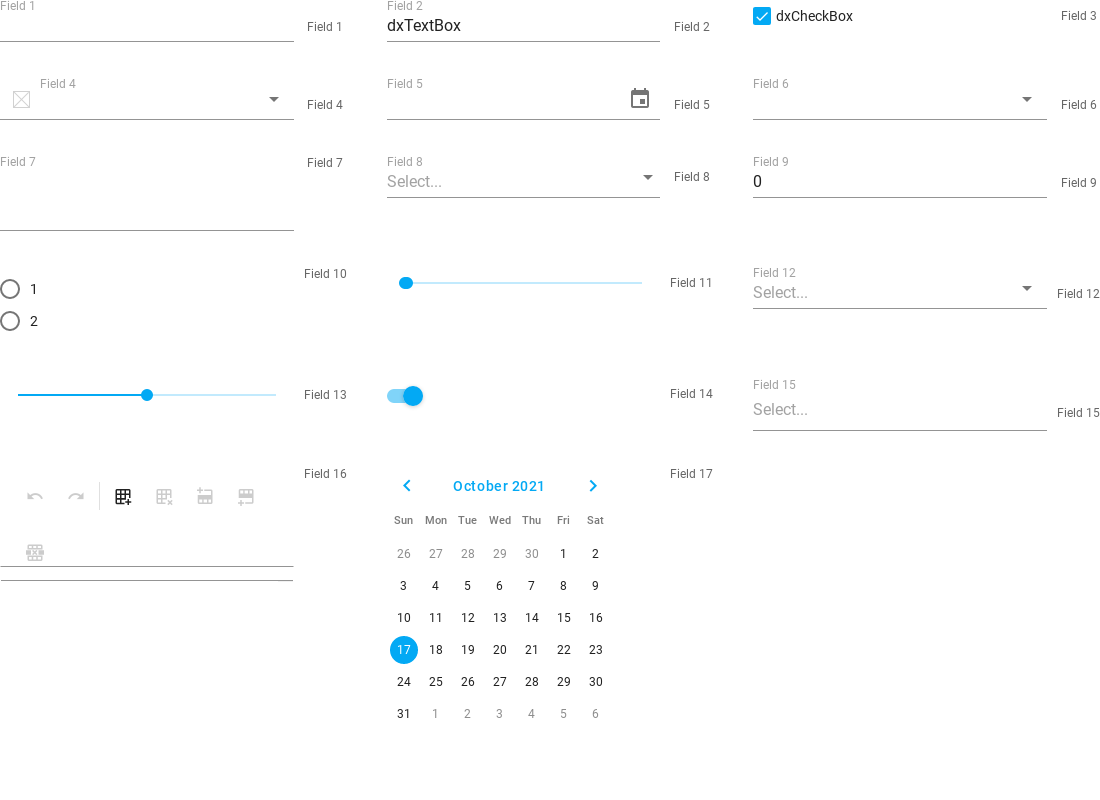 Field 1
Field 1
Field 2
dxTextBox
Field 2
dxCheckBox
Field 3
Field 4
Field 4
Field 5
Field 5
Field 6
Field 6
Field 7
Field 7
Field 8
Select...
Field 8
Field 9
0
Field 9
1
2
Field 10
Field 11
Field 12
Select...
Field 12
Field 13
Field 14
Field 15
Select...
Field 15
Field 16
October 2021
Field 17
Sun Mon Tue Wed Thu Fri Sat
26 27 28 29 30 1 2
3 4 5 6 7 8 9
10 11 12 13 14 15 16
17 18 19 20 21 22 23
24 25 26 27 28 29 30
31 1 2 3 4 5 6